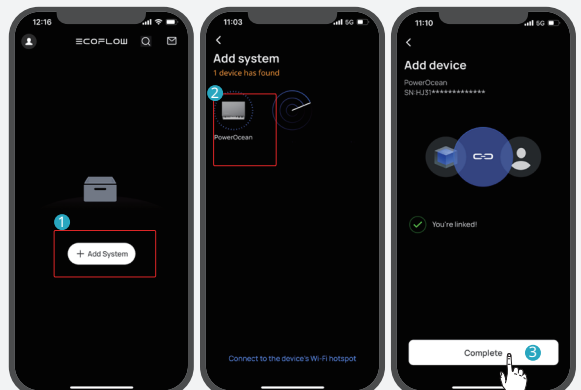 12:16
ECOFLOW
1
+ Add System
11:03
5G
Add system
1 device has found
2
PowerOcean
Connect to the device's Wi-Fi hotspot
11:10
5G
Add device
PowerOcean
SN:HJ31*************
You're linked!
Complete
3